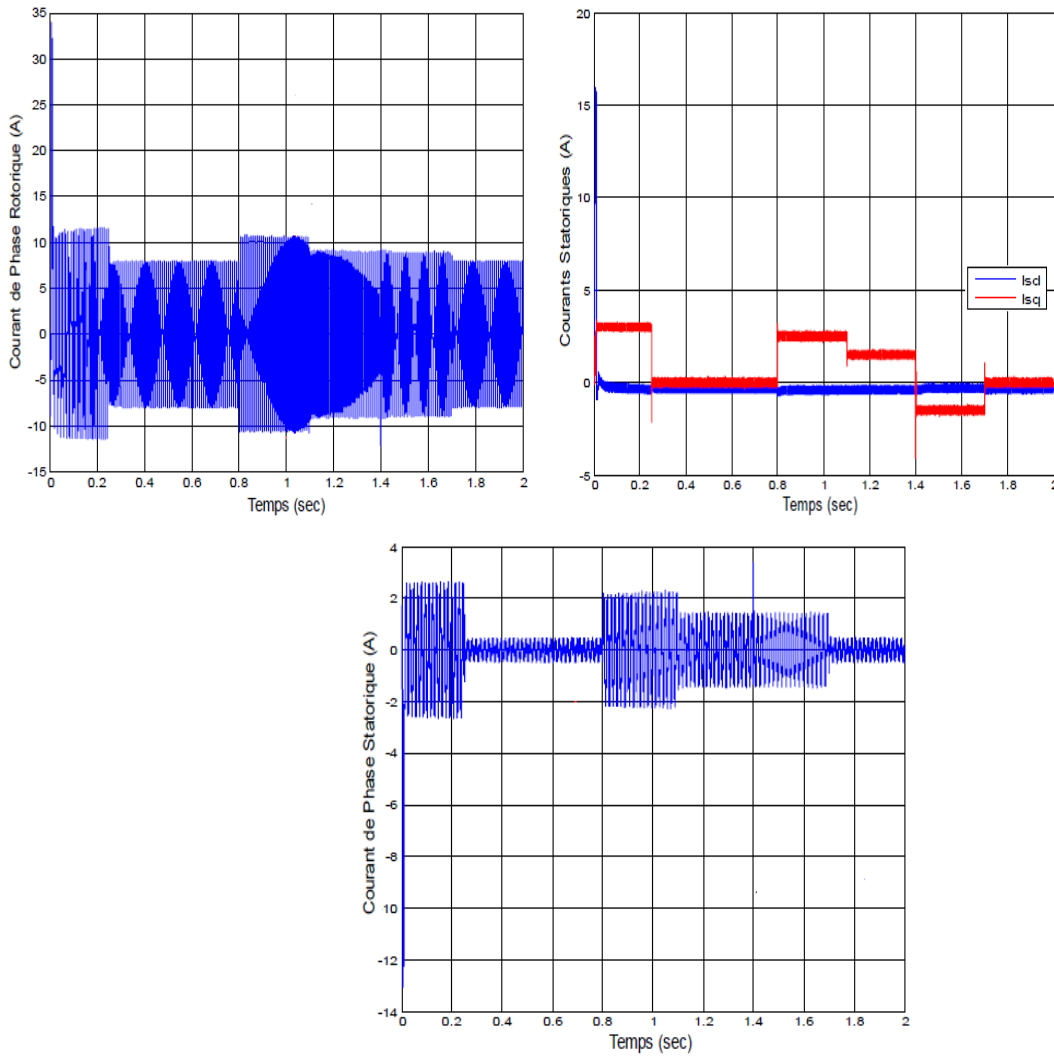 Courant de Phase Rotorique (A)
35
30
25
20
15
10
5
0
-5
-10
-15
0 0.2 0.4 0.6 0.8 1 1.2 1.4 1.6 1.8 2
Temps (sec)
Courants Statoriques (A)
20
15
10
5
0
-5
0 0.2 0.4 0.6 0.8 1 1.2 1.4 1.6 1.8 2
Temps (sec)
Isd
Isq
Courant de Phase Statorique (A)
4
2
0
-2
-4
-6
-8
-10
-12
-14
0 0.2 0.4 0.6 0.8 1 1.2 1.4 1.6 1.8 2
Temps (sec)